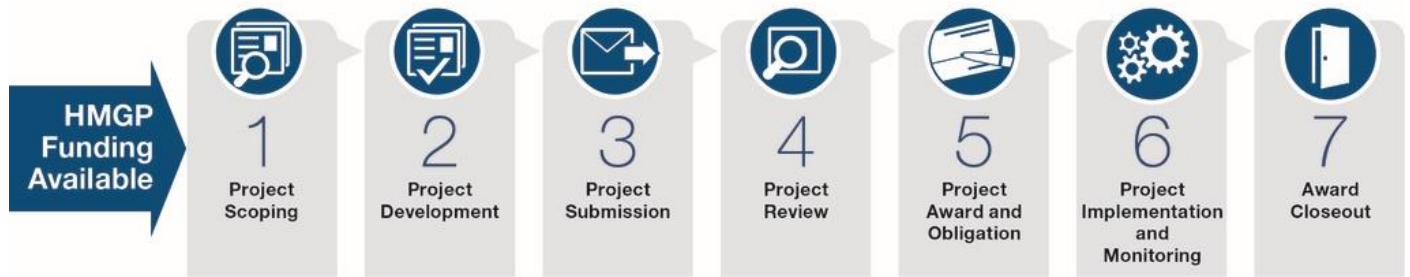 HMGP
Funding
Available
1
Project
Scoping
2
Project
Development
3
Project
Submission
4
Project
Review
5
Project
Award and
Obligation
6
Project
Implementation
and
Monitoring
7
Award
Closeout